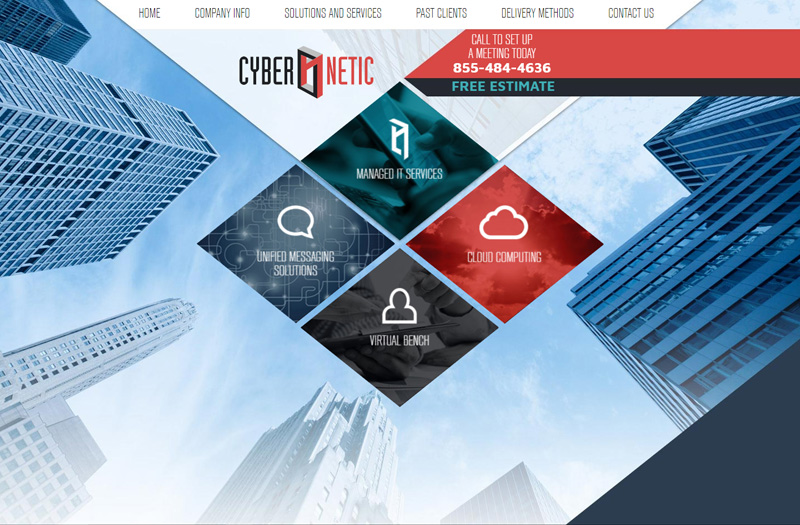 HOME COMPANY INFO SOLUTIONS AND SERVICES PAST CLIENTS DELIVERY METHODS CONTACT US
CYBER NETIC
CALL TO SET UP
A MEETING TODAY
855-484-4636
FREE ESTIMATE
MANAGED IT SERVICES
UNIFIED MESSAGING
SOLUTIONS
CLOUD COMPUTING
VIRTUAL BENCH